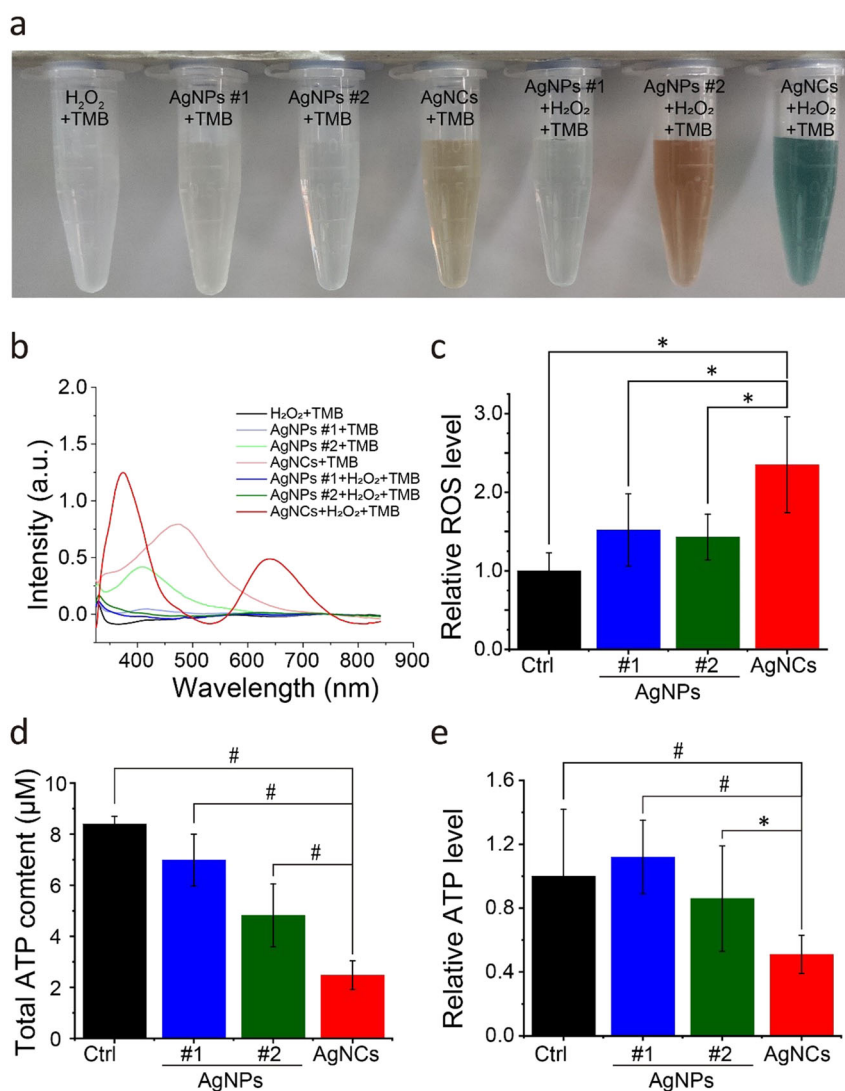 a
H₂O₂
+TMB
AgNPs #1
+TMB
AgNPs #2
+TMB
AgNCs
+TMB
AgNPs #1
+H₂O₂
+TMB
AgNPs #2
+H₂O₂
+TMB
AgNCs
+H₂O₂
+TMB
b
2.0
1.5
1.0
0.5
0.0
Intensity (a.u.)
H₂O₂+TMB
AgNPs #1+TMB
AgNPs #2+TMB
AgNCs+TMB
AgNPs #1+H₂O₂+TMB
AgNPs #2+H₂O₂+TMB
AgNCs+H₂O₂+TMB
400 500 600 700 800 900
Wavelength (nm)
c
*
*
*
3.0
2.0
1.0
0.0
Relative ROS level
Ctrl #1 #2 AgNCs
AgNPs
d
#
#
#
10
8
6
4
2
0
Total ATP comtent (μM)
Ctrl #1 #2 AgNCs
AgNPs
e
#
#
*
1.6
1.2
0.8
0.4
0.0
Relative ATP level
Ctrl #1 #2 AgNCs
AgNPs